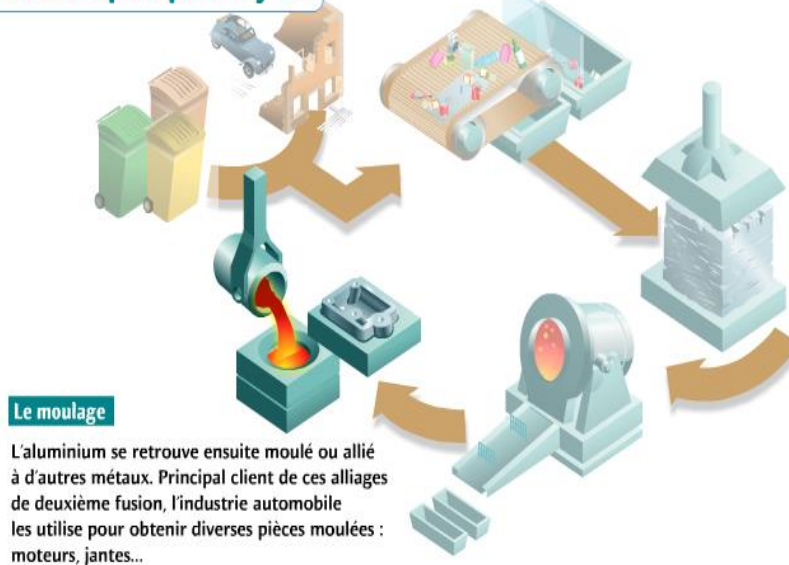 Le moulage
L'aluminium se retrouve ensuite moulé ou allié
à d'autres métaux. Principal client de ces alliages
de deuxième fusion, l'industrie automobile
les utilise pour obtenir diverses pièces moulées :
moteurs, jantes...